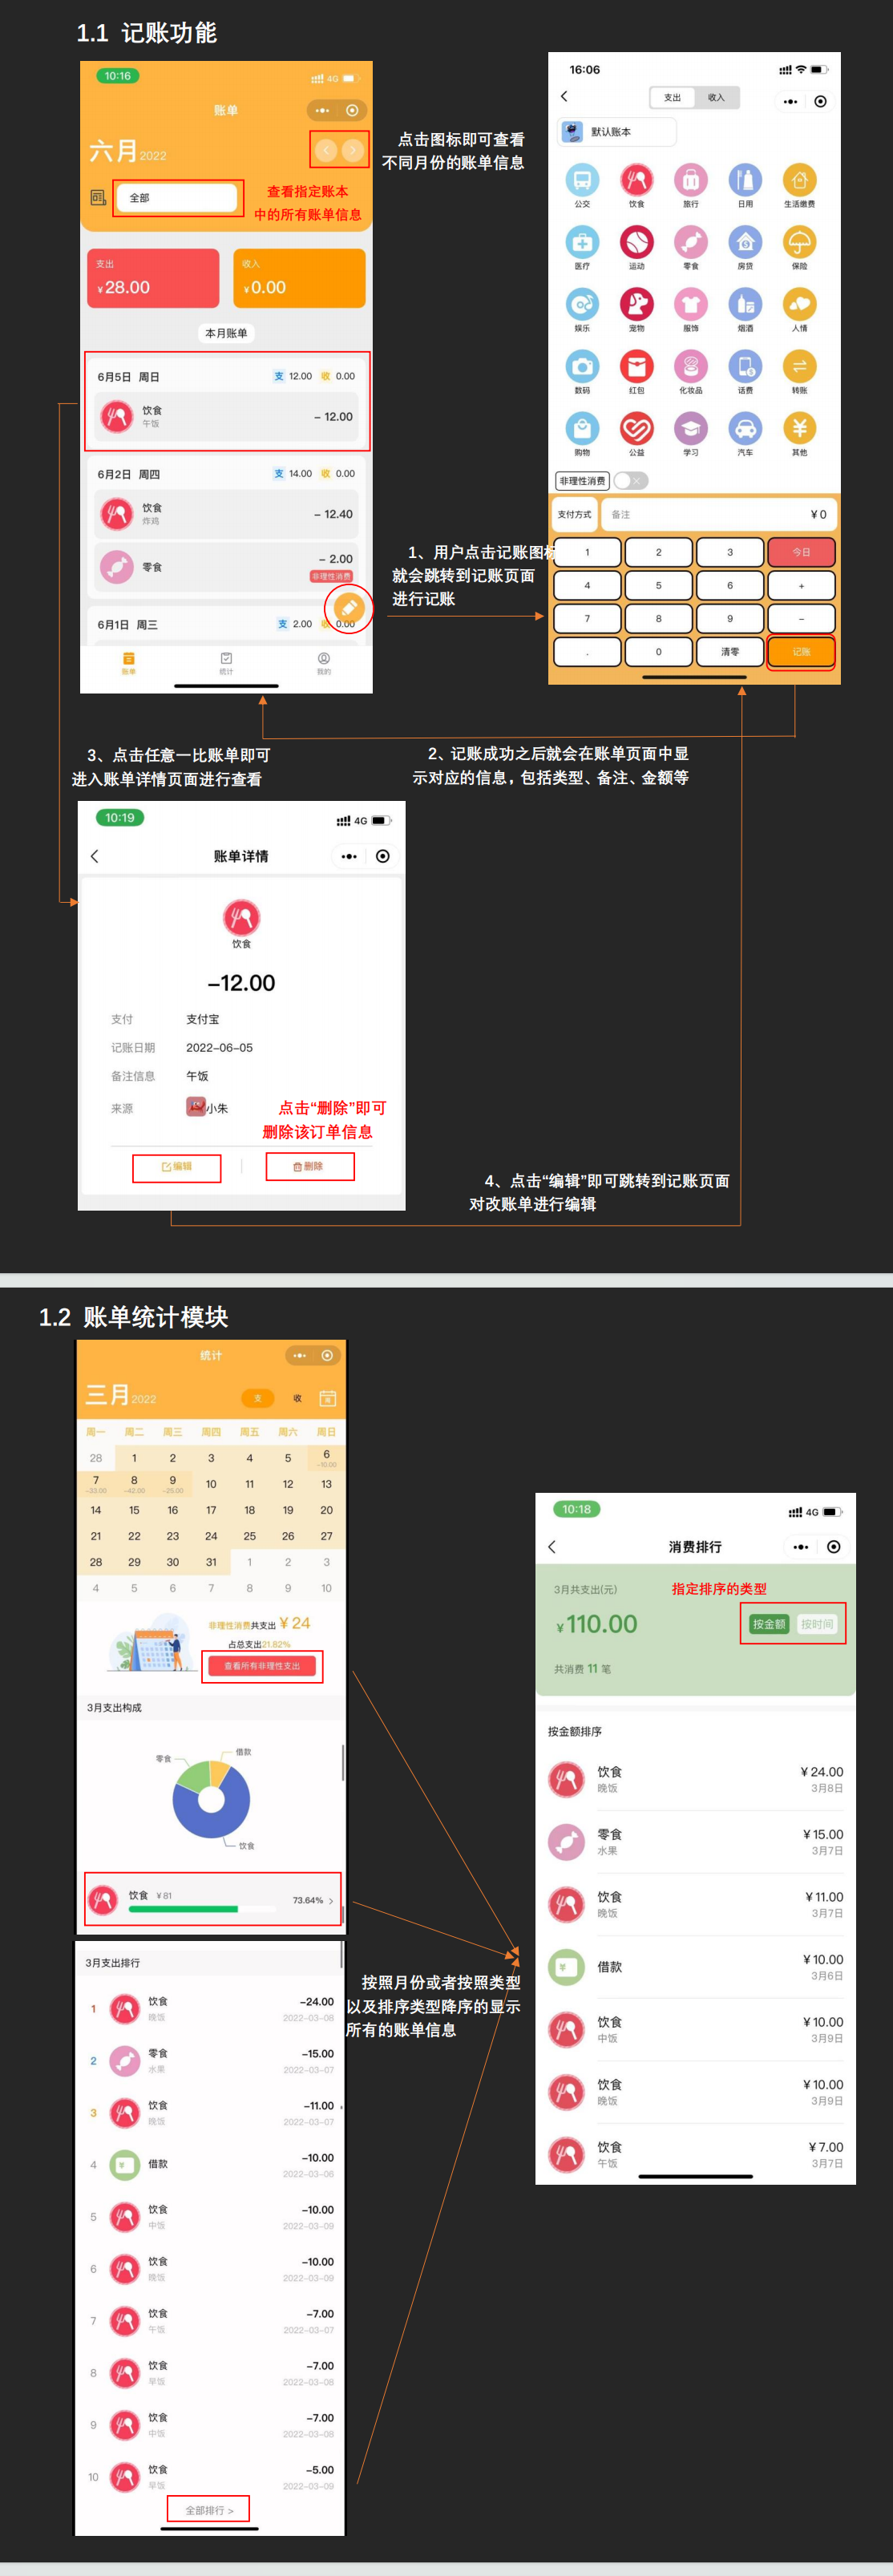 1.1 记账功能
10:16
4G
账单
六月2022
全部
查看指定账本
中的所有账单信息
点击图标即可查看
不同月份的账单信息
支出
¥28.00
收入
¥0.00
本月账单
6月5日 周日 支 12.00 收 0.00
饮食
午饭
- 12.00
6月2日 周四 支 14.00 收 0.00
饮食
炸鸡
- 12.40
零食
- 2.00
非理性消费
6月1日 周三 支 2.00 收 0.00
账单 统计 我的
16:06
支出 收入
默认账本
公交 饮食 旅行 日用 生活缴费
医疗 运动 零食 房贷 保险
娱乐 宠物 服饰 烟酒 人情
数码 红包 化妆品 话费 转账
购物 公益 学习 汽车 其他
非理性消费
支付方式 备注 ¥0
1 2 3 今日
4 5 6 +
7 8 9 -
. 0 清零 记账
1、用户点击记账图标
就会跳转到记账页面
进行记账
2、记账成功之后就会在账单页面中显
示对应的信息，包括类型、备注、金额等
3、点击任意一比账单即可
进入账单详情页面进行查看
10:19
4G
账单详情
饮食
-12.00
支付 支付宝
记账日期 2022-06-05
备注信息 午饭
来源 小朱
点击“删除”即可
删除该订单信息
编辑 删除
4、点击“编辑”即可跳转到记账页面
对改账单进行编辑
1.2 账单统计模块
统计
三月2022
支 收
周一 周二 周三 周四 周五 周六 周日
28 1 2 3 4 5 6
-10.00
7 8 9 10 11 12 13
-33.00 -42.00 -25.00
14 15 16 17 18 19 20
21 22 23 24 25 26 27
28 29 30 31 1 2 3
4 5 6 7 8 9 10
非理性消费共支出 ¥24
占总支出21.82%
查看所有非理性支出
3月支出构成
零食 借款
饮食
饮食 ¥81 73.64% >
3月支出排行
1 饮食 -24.00
晚饭 2022-03-08
2 零食 -15.00
水果 2022-03-07
3 饮食 -11.00
晚饭 2022-03-07
4 借款 -10.00
2022-03-06
5 饮食 -10.00
中饭 2022-03-09
6 饮食 -10.00
晚饭 2022-03-09
7 饮食 -7.00
午饭 2022-03-07
8 饮食 -7.00
早饭 2022-03-08
9 饮食 -7.00
中饭 2022-03-08
10 饮食 -5.00
早饭 2022-03-09
全部排行 >
按照月份或者按照类型
以及排序类型降序的显示
所有的账单信息
10:18
4G
消费排行
3月共支出(元)
指定排序的类型
¥110.00
按金额 按时间
共消费 11 笔
按金额排序
饮食 ¥24.00
晚饭 3月8日
零食 ¥15.00
水果 3月7日
饮食 ¥11.00
晚饭 3月7日
借款 ¥10.00
3月6日
饮食 ¥10.00
中饭 3月9日
饮食 ¥10.00
晚饭 3月9日
饮食 ¥7.00
午饭 3月7日